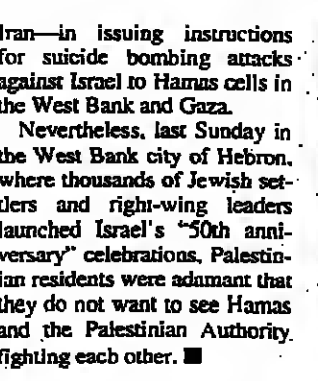 Iran—in issuing instructions
for suicide bombing attacks
against Israel to Hamas cells in
the West Bank and Gaza.
Nevertheless, last Sunday in
the West Bank city of Hebron,
where thousands of Jewish set-
tlers and right-wing leaders
launched Israel's "50th anni-
versary" celebrations, Palestin-
ian residents were adamant that
they do not want to see Hamas
and the Palestinian Authority
fighting each other. ■